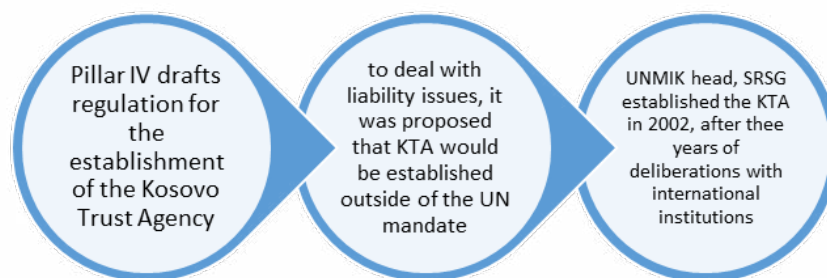 Pillar IV drafts
regulation for
the
establishment
of the Kosovo
Trust Agency
to deal with
liability issues, it
was proposed
that KTA would
be established
outside of the UN
mandate
UNMIK head, SRSG
established the KTA
in 2002, after thee
years of
deliberations with
international
institutions